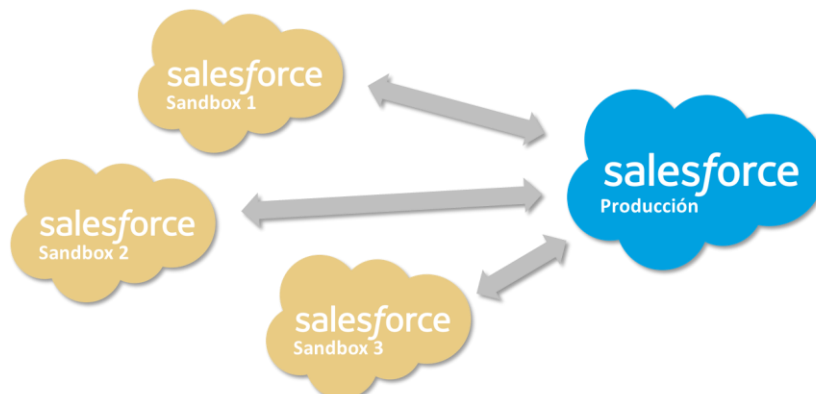 salesforce
Sandbox 1
salesforce
Sandbox 2
salesforce
Sandbox 3
salesforce
Producción